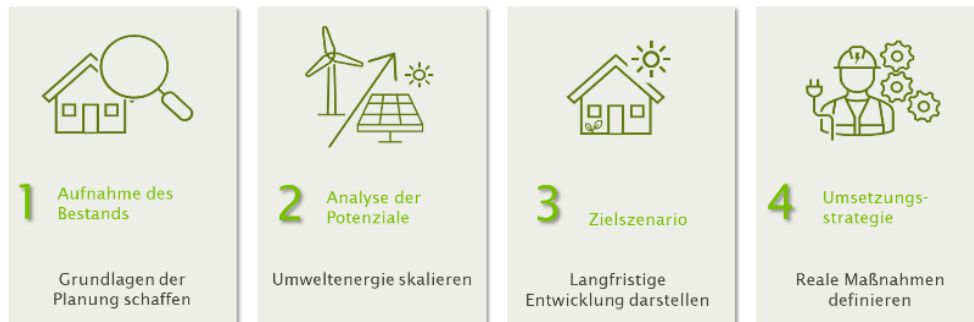 1
Aufnahme des
Bestands
Grundlagen der
Planung schaffen
2
Analyse der
Potenziale
Umweltenergie skalieren
3
Zielszenario
Langfristige
Entwicklung darstellen
4
Umsetzungs-
strategie
Reale Maßnahmen
definieren